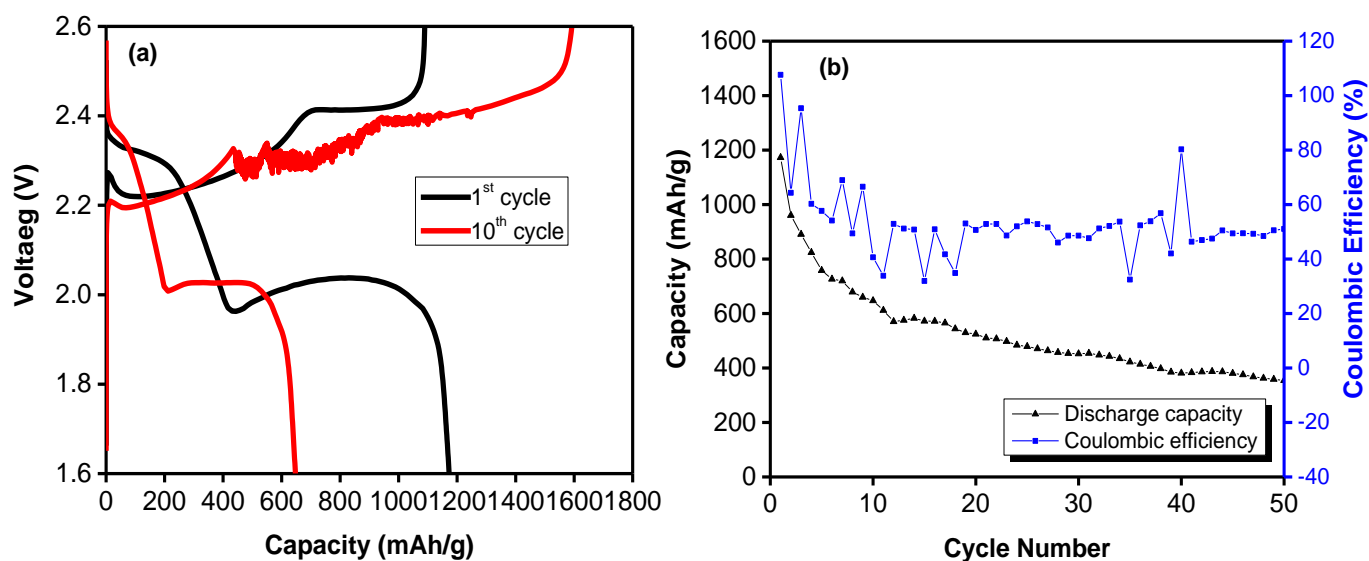 (a)
2.6
2.4
2.2
2.0
1.8
1.6
Voltaeg (V)
1st cycle
10th cycle
0 200 400 600 800 1000 1200 1400 1600 1800
Capacity (mAh/g)
(b)
1600
1400
1200
1000
800
600
400
200
0
Capacity (mAh/g)
Discharge capacity
Coulombic efficiency
0 10 20 30 40 50
Cycle Number
120
100
80
60
40
20
0
-20
-40
Coulombic Efficiency (%)